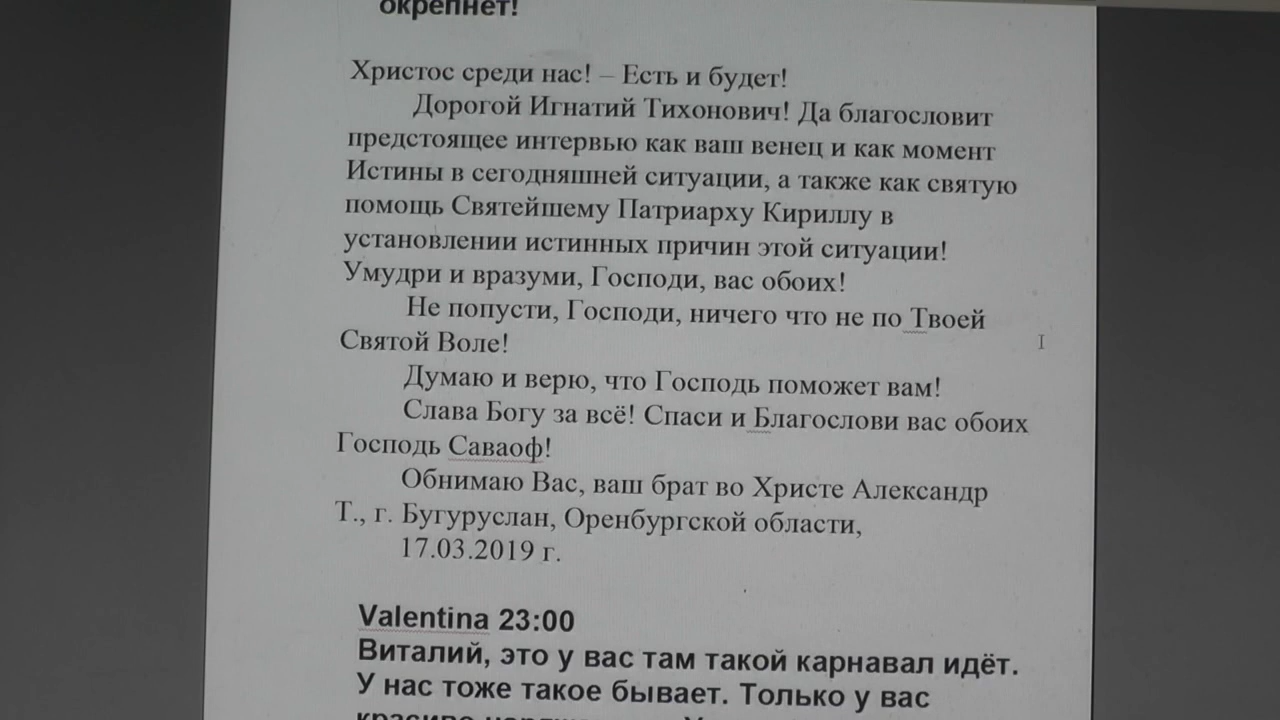 окрепнет!
Христос среди нас! – Есть и будет!
Дорогой Игнатий Тихонович! Да благословит
предстоящее интервью как ваш венец и как момент
Истины в сегодняшней ситуации, а также как святую
помощь Святейшему Патриарху Кириллу в
установлении истинных причин этой ситуации!
Умудри и вразуми, Господи, вас обоих!
Не попусти, Господи, ничего что не по Твоей
Святой Воле!
Думаю и верю, что Господь поможет вам!
Слава Богу за всё! Спаси и Благослови вас обоих
Господь Саваоф!
Обнимаю Вас, ваш брат во Христе Александр
Т., г. Бугуруслан, Оренбургской области,
17.03.2019 г.
Valentina 23:00
Виталий, это у вас там такой карнавал идёт.
У нас тоже такое бывает. Только у вас